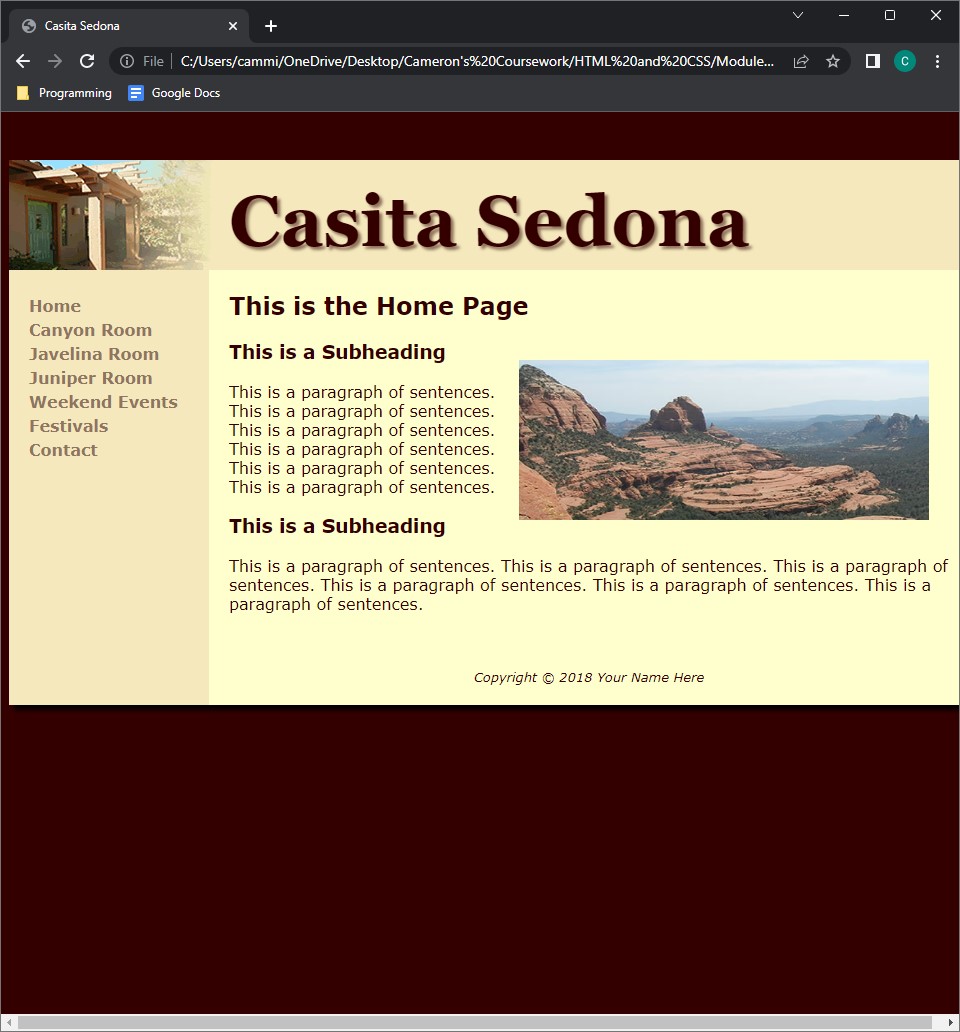 Casita Sedona
File
C:/Users/cammi/OneDrive/Desktop/Cameron's%20Coursework/HTML%20and%20CSS/Module...
C
Programming
Google Docs
Casita Sedona
Home
Canyon Room
Javelina Room
Juniper Room
Weekend Events
Festivals
Contact
This is the Home Page
This is a Subheading
This is a paragraph of sentences.
This is a paragraph of sentences.
This is a paragraph of sentences.
This is a paragraph of sentences.
This is a paragraph of sentences.
This is a paragraph of sentences.
This is a Subheading
This is a paragraph of sentences. This is a paragraph of sentences. This is a paragraph of
sentences. This is a paragraph of sentences. This is a paragraph of sentences. This is a
paragraph of sentences.
Copyright © 2018 Your Name Here